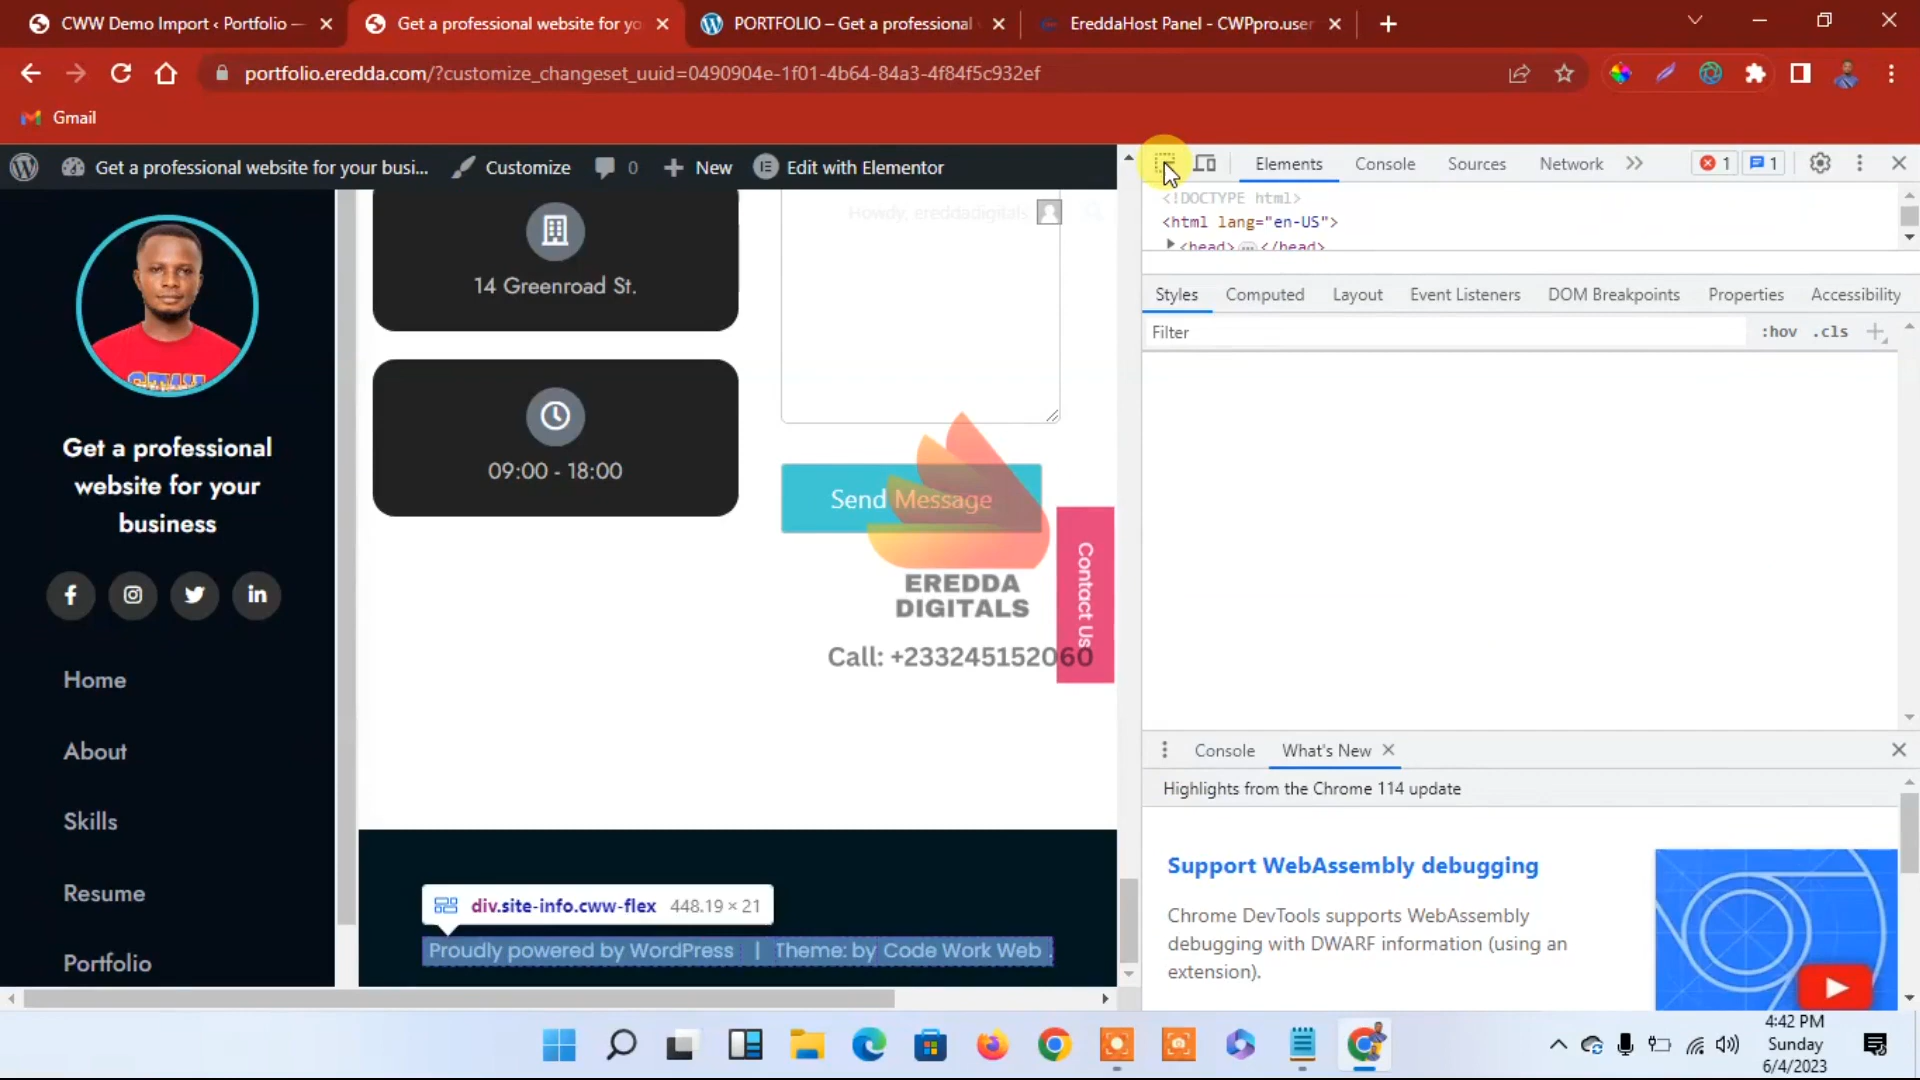 CWW Demo Import ‹ Portfolio —
Get a professional website for yo
PORTFOLIO – Get a professional
EreddaHost Panel - CWPpro.user
portfolio.eredda.com/?customize_changeset_uuid=0490904e-1f01-4b64-84a3-4f84f5c932ef
Gmail
Get a professional website for your busi...
Customize
0
New
Edit with Elementor
Howdy, ereddadigitals
Get a professional
website for your
business
Home
About
Skills
Resume
Portfolio
14 Greenroad St.
09:00 - 18:00
Send Message
EREDDA
DIGITALS
Call: +233245152060
Contact Us
div.site-info.cww-flex 448.19 × 21
Proudly powered by WordPress | Theme: by Code Work Web .
Elements
Console
Sources
Network
1
1
<!DOCTYPE html>
<html lang="en-US">
<head>…</head>
Styles
Computed
Layout
Event Listeners
DOM Breakpoints
Properties
Accessibility
Filter
:hov
.cls
Console
What's New
Highlights from the Chrome 114 update
Support WebAssembly debugging
Chrome DevTools supports WebAssembly
debugging with DWARF information (using an
extension).
4:42 PM
Sunday
6/4/2023